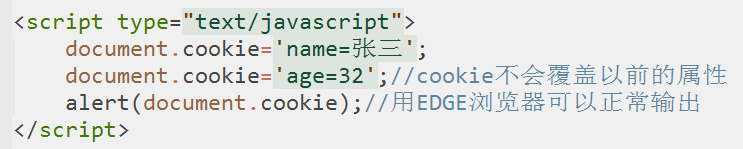 <script type="text/javascript">
document.cookie='name=张三';
document.cookie='age=32';//cookie不会覆盖以前的属性
alert(document.cookie);//用EDGE浏览器可以正常输出
</script>